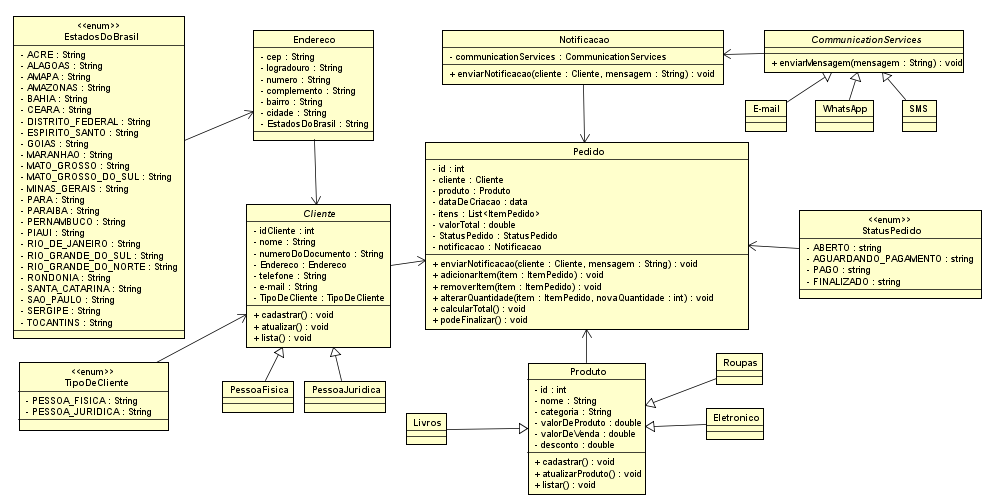 <<enum>>
EstadosDoBrasil
- ACRE : String
- ALAGOAS : String
- AMAPA : String
- AMAZONAS : String
- BAHIA : String
- CEARA : String
- DISTRITO_FEDERAL : String
- ESPIRITO_SANTO : String
- GOIAS : String
- MARANHAO : String
- MATO_GROSSO : String
- MATO_GROSSO_DO_SUL : String
- MINAS_GERAIS : String
- PARA : String
- PARAIBA : String
- PERNAMBUCO : String
- PIAUI : String
- RIO_DE_JANEIRO : String
- RIO_GRANDE_DO_SUL : String
- RIO_GRANDE_DO_NORTE : String
- RONDONIA : String
- SANTA_CATARINA : String
- SAO_PAULO : String
- SERGIPE : String
- TOCANTINS : String
Endereco
- cep : String
- logradouro : String
- numero : String
- complemento : String
- bairro : String
- cidade : String
- EstadosDoBrasil : String
Notificacao
- communicationServices : CommunicationServices
+ enviarNotificacao(cliente : Cliente, mensagem : String) : void
CommunicationServices
+ enviarMensagem(mensagem : String) : void
E-mail
WhatsApp
SMS
Pedido
- id : int
- cliente : Cliente
- produto : Produto
- dataDeCriacao : data
- itens : List<ItemPedido>
- valorTotal : double
- StatusPedido : StatusPedido
- notificacao : Notificacao
+ enviarNotificacao(cliente : Cliente, mensagem : String) : void
+ adicionarItem(item : ItemPedido) : void
+ removerItem(item : ItemPedido) : void
+ alterarQuantidade(item : ItemPedido, novaQuantidade : int) : void
+ calcularTotal() : void
+ podeFinalizar() : void
Cliente
- idCliente : int
- nome : String
- numeroDoDocumento : String
- Endereco : Endereco
- telefone : String
- e-mail : String
- TipoDeCliente : TipoDeCliente
+ cadastrar() : void
+ atualizar() : void
+ lista() : void
<<enum>>
StatusPedido
- ABERTO : string
- AGUARDANDO_PAGAMENTO : string
- PAGO : string
- FINALIZADO : string
<<enum>>
TipoDeCliente
- PESSOA_FISICA : String
- PESSOA_JURIDICA : String
PessoaFisica
PessoaJuridica
Produto
- id : int
- nome : String
- categoria : String
- valorDeProduto : double
- valorDeVenda : double
- desconto : double
+ cadastrar() : void
+ atualizarProduto() : void
+ listar() : void
Roupas
Livros
Eletronico